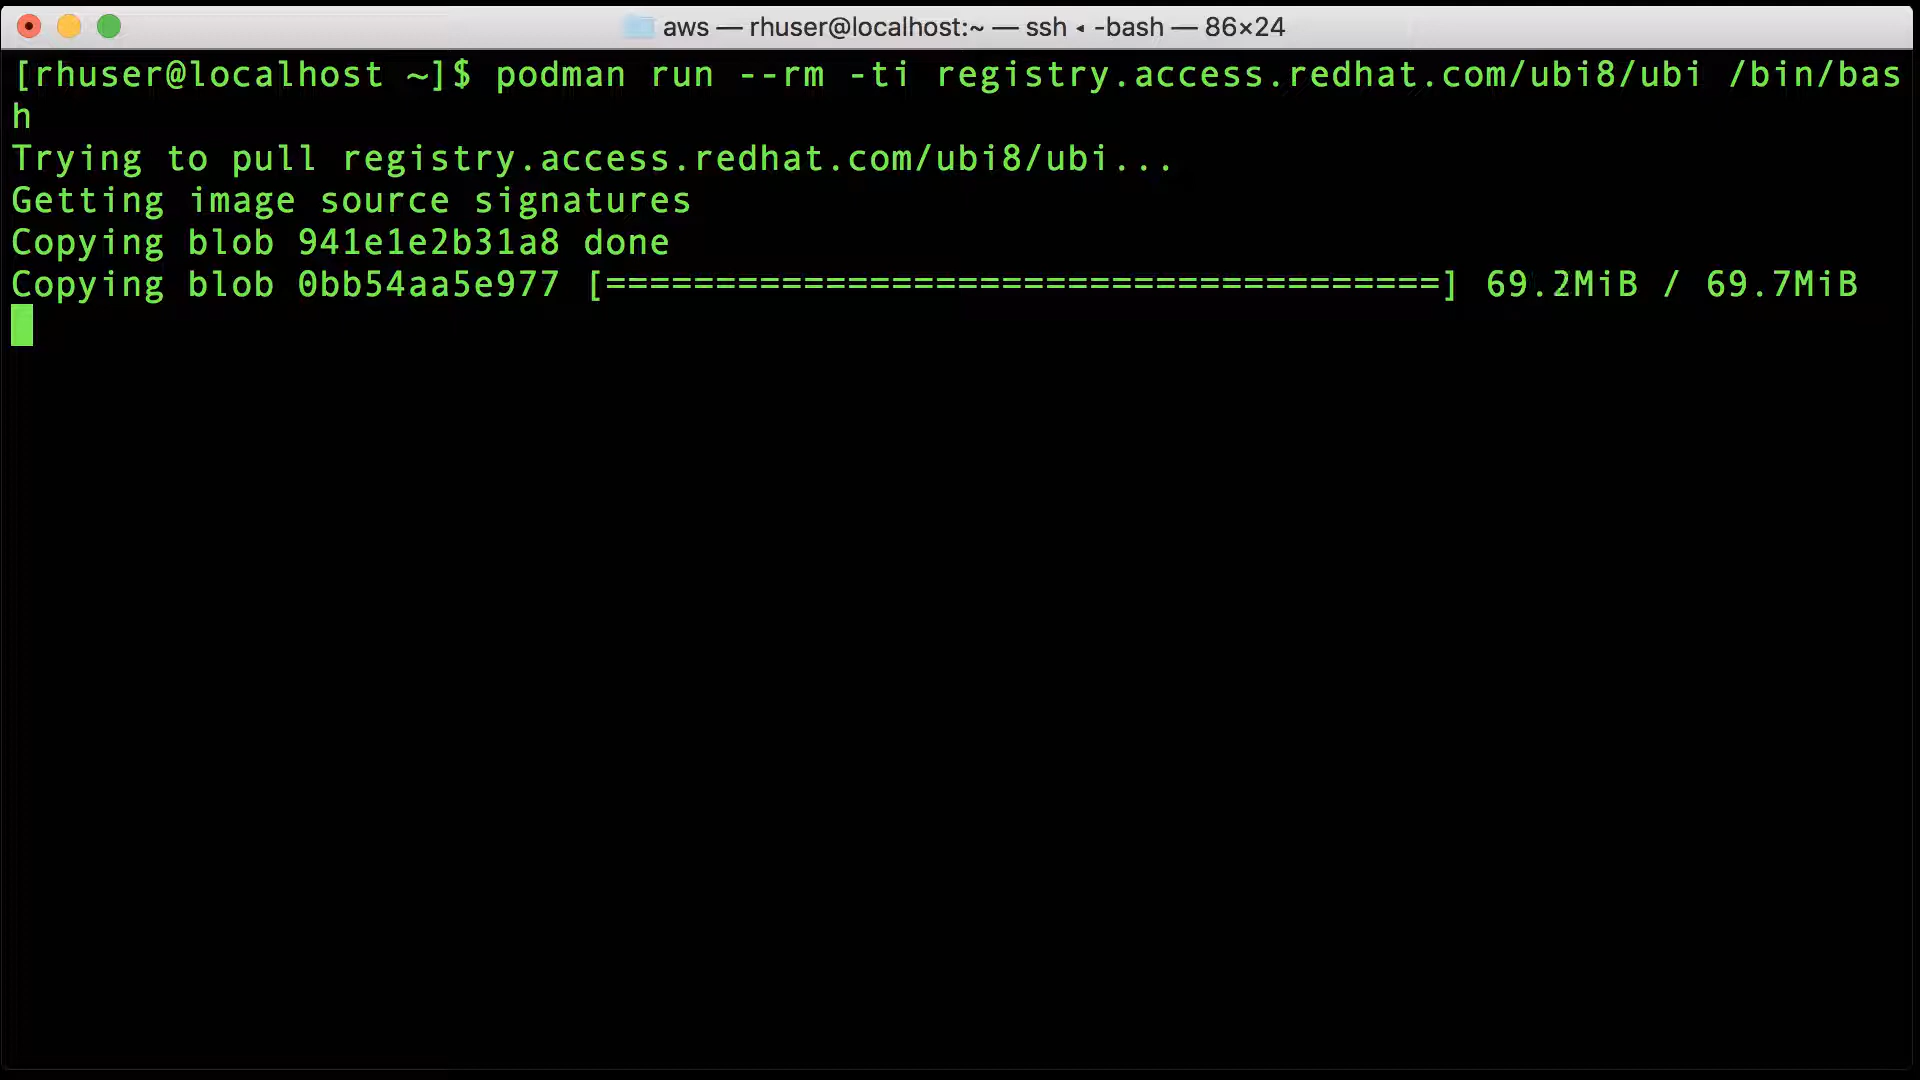 aws — rhuser@localhost:~ — ssh ◂ -bash — 86×24
[rhuser@localhost ~]$ podman run --rm -ti registry.access.redhat.com/ubi8/ubi /bin/bas
h
Trying to pull registry.access.redhat.com/ubi8/ubi...
Getting image source signatures
Copying blob 941e1e2b31a8 done
Copying blob 0bb54aa5e977 [======================================] 69.2MiB / 69.7MiB